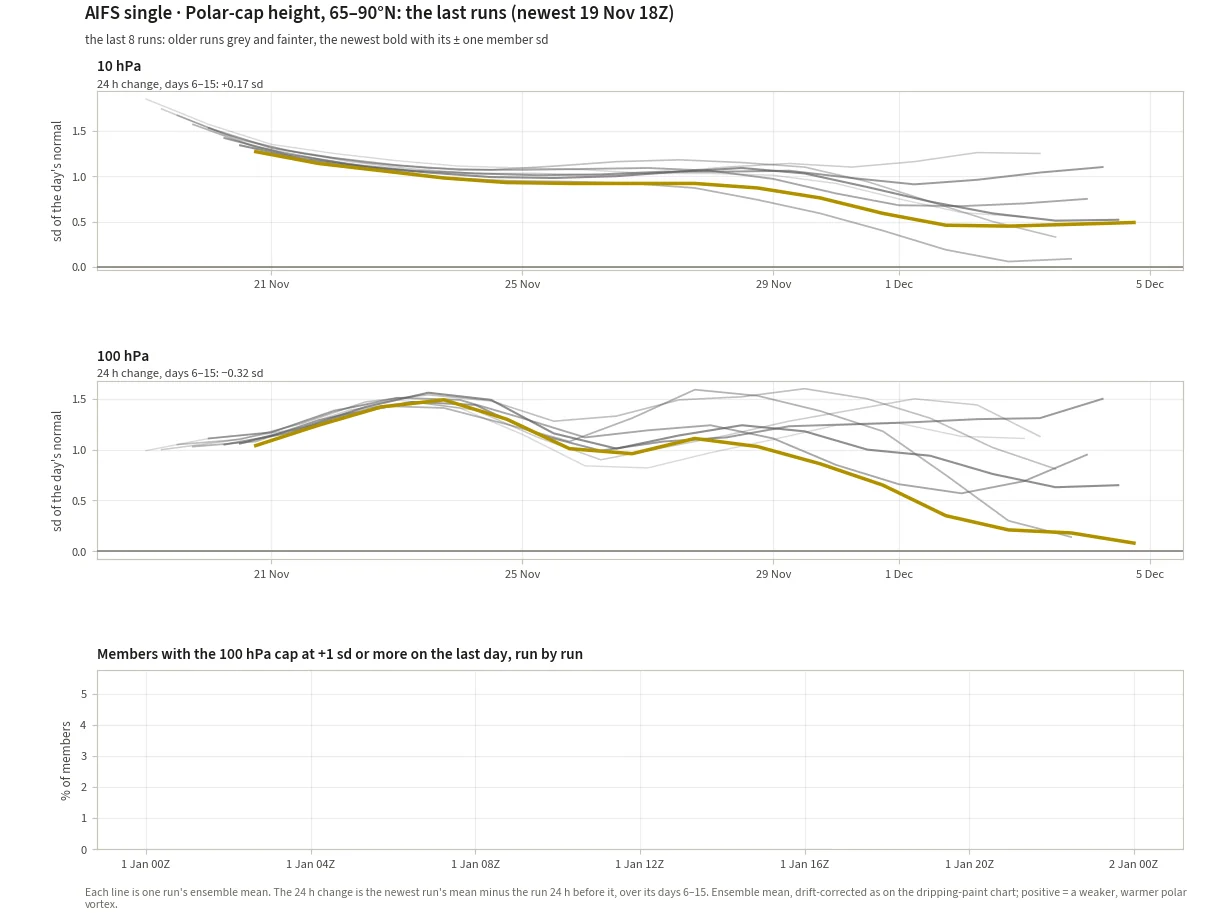 AIFS single · Polar-cap height, 65–90°N: the last runs (newest 19 Nov 18Z)
the last 8 runs: older runs grey and fainter, the newest bold with its ± one member sd
10 hPa
24 h change, days 6–15: +0.17 sd
sd of the day's normal
1.5
1.0
0.5
0.0
21 Nov
25 Nov
29 Nov
1 Dec
5 Dec
100 hPa
24 h change, days 6–15: −0.32 sd
sd of the day's normal
1.5
1.0
0.5
0.0
21 Nov
25 Nov
29 Nov
1 Dec
5 Dec
Members with the 100 hPa cap at +1 sd or more on the last day, run by run
% of members
5
4
3
2
1
0
1 Jan 00Z
1 Jan 04Z
1 Jan 08Z
1 Jan 12Z
1 Jan 16Z
1 Jan 20Z
2 Jan 00Z
Each line is one run's ensemble mean. The 24 h change is the newest run's mean minus the run 24 h before it, over its days 6–15. Ensemble mean, drift-corrected as on the dripping-paint chart; positive = a weaker, warmer polar
vortex.